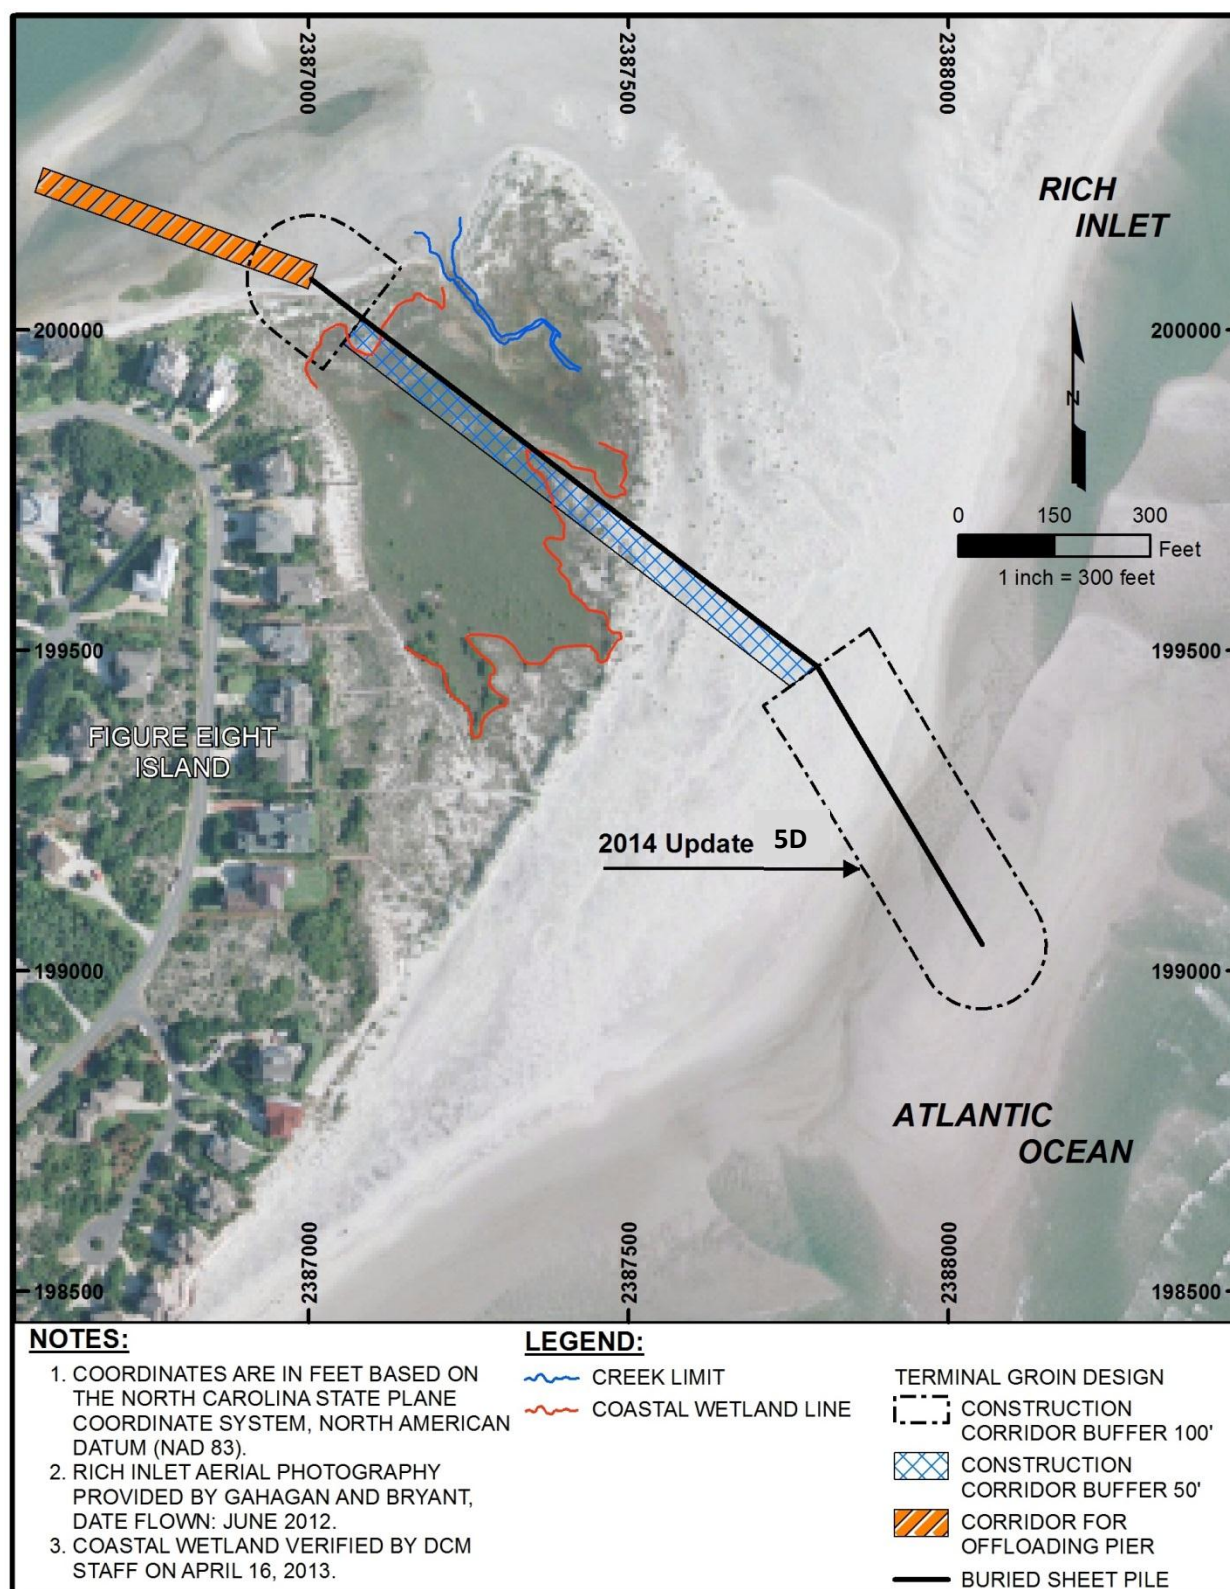 2387000
2387500
2388000
RICH
INLET
200000
200000
N
0 150 300
Feet
1 inch = 300 feet
199500
199500
FIGURE EIGHT
ISLAND
2014 Update 5D
199000
199000
ATLANTIC
OCEAN
2387000
2387500
2388000
198500
198500
NOTES:
1. COORDINATES ARE IN FEET BASED ON
THE NORTH CAROLINA STATE PLANE
COORDINATE SYSTEM, NORTH AMERICAN
DATUM (NAD 83).
2. RICH INLET AERIAL PHOTOGRAPHY
PROVIDED BY GAHAGAN AND BRYANT,
DATE FLOWN: JUNE 2012.
3. COASTAL WETLAND VERIFIED BY DCM
STAFF ON APRIL 16, 2013.
LEGEND:
CREEK LIMIT
COASTAL WETLAND LINE
TERMINAL GROIN DESIGN
CONSTRUCTION
CORRIDOR BUFFER 100'
CONSTRUCTION
CORRIDOR BUFFER 50'
CORRIDOR FOR
OFFLOADING PIER
BURIED SHEET PILE